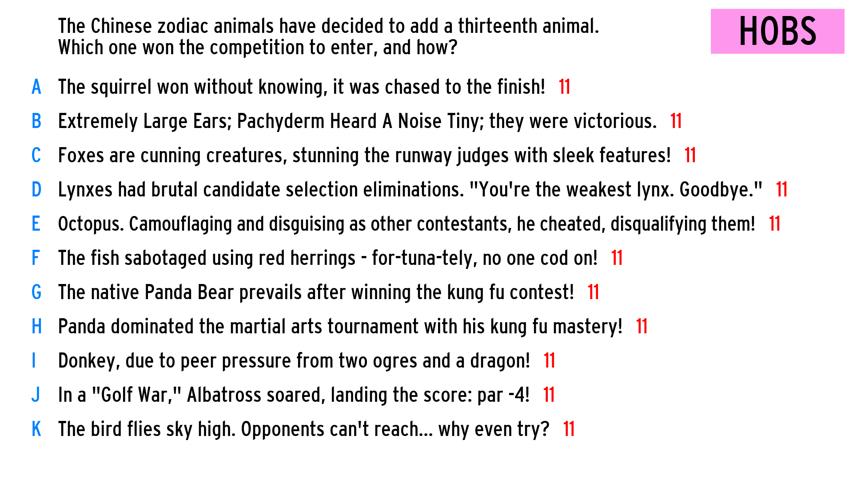 The Chinese zodiac animals have decided to add a thirteenth animal.
Which one won the competition to enter, and how?
HOBS
A The squirrel won without knowing, it was chased to the finish! 11
B Extremely Large Ears; Pachyderm Heard A Noise Tiny; they were victorious. 11
C Foxes are cunning creatures, stunning the runway judges with sleek features! 11
D Lynxes had brutal candidate selection eliminations. "You're the weakest lynx. Goodbye." 11
E Octopus. Camouflaging and disguising as other contestants, he cheated, disqualifying them! 11
F The fish sabotaged using red herrings - for-tuna-tely, no one cod on! 11
G The native Panda Bear prevails after winning the kung fu contest! 11
H Panda dominated the martial arts tournament with his kung fu mastery! 11
I Donkey, due to peer pressure from two ogres and a dragon! 11
J In a "Golf War," Albatross soared, landing the score: par -4! 11
K The bird flies sky high. Opponents can't reach... why even try? 11